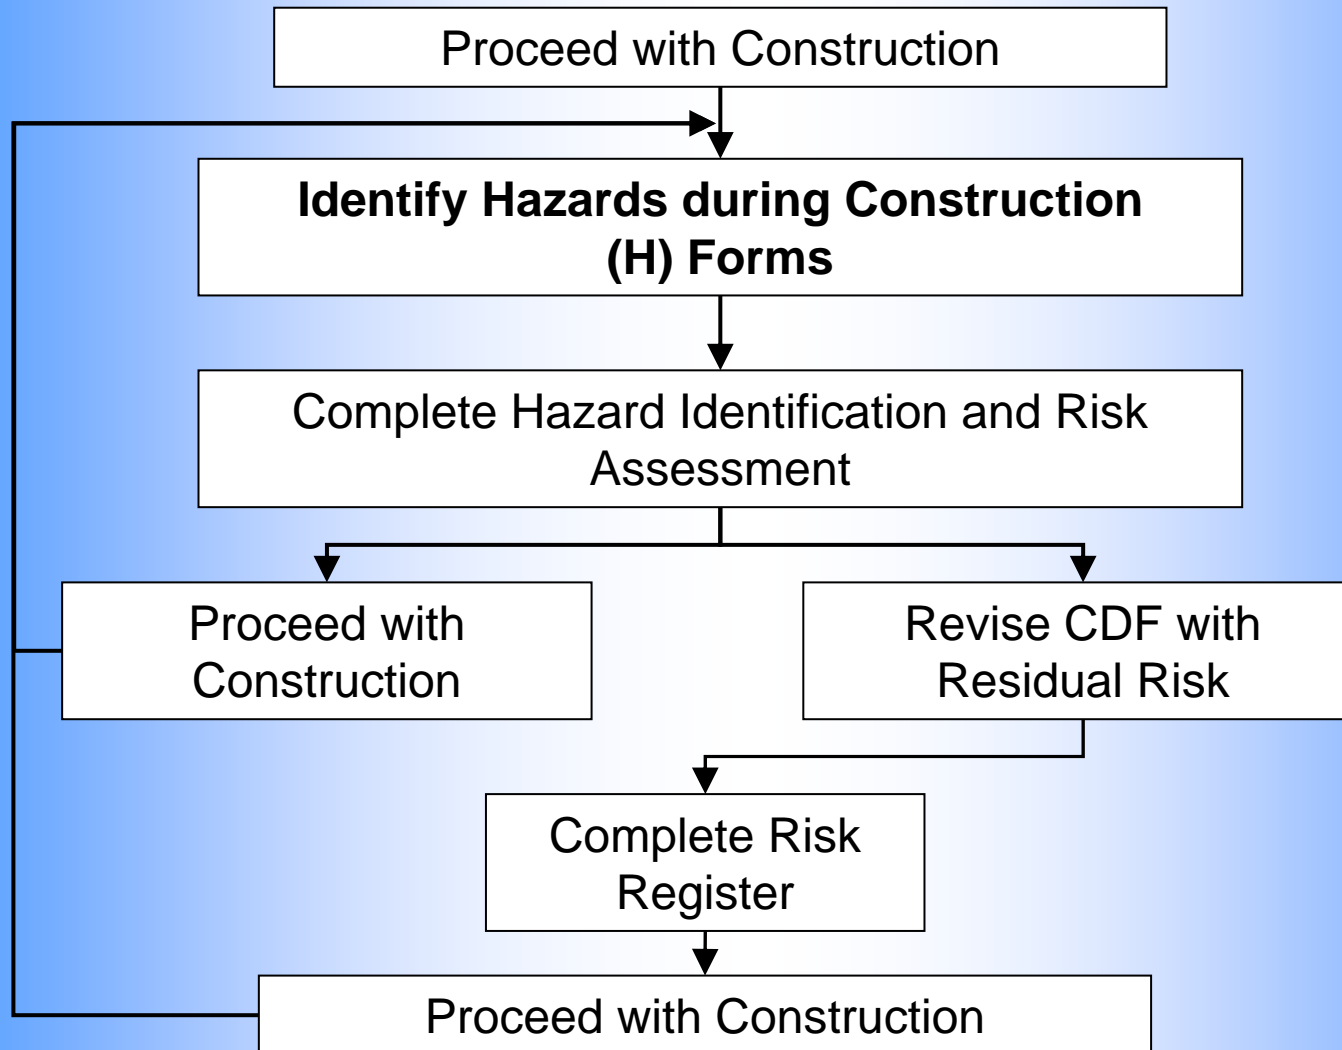 Proceed with Construction
Identify Hazards during Construction
(H) Forms
Complete Hazard Identification and Risk
Assessment
Proceed with
Construction
Revise CDF with
Residual Risk
Complete Risk
Register
Proceed with Construction